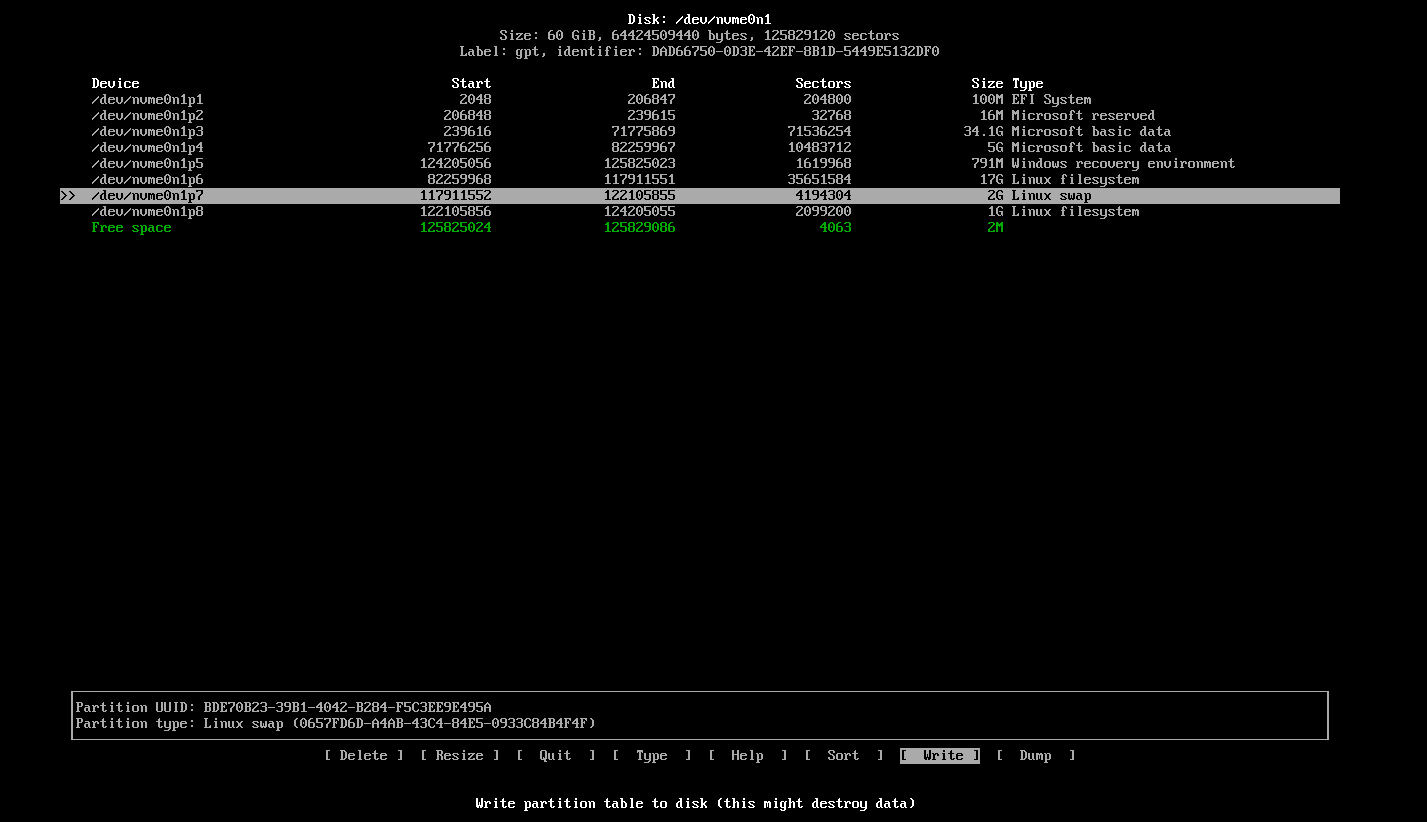 Disk: /dev/nvme0n1
Size: 60 GiB, 64424509440 bytes, 125829120 sectors
Label: gpt, identifier: DAD66750-0D3E-42EF-8B1D-5449E5132DF0
Device Start End Sectors Size Type
/dev/nvme0n1p1 2048 206847 204800 100M EFI System
/dev/nvme0n1p2 206848 239615 32768 16M Microsoft reserved
/dev/nvme0n1p3 239616 71775869 71536254 34.1G Microsoft basic data
/dev/nvme0n1p4 71776256 82259967 10483712 5G Microsoft basic data
/dev/nvme0n1p5 124205056 125825023 1619968 791M Windows recovery environment
/dev/nvme0n1p6 82259968 117911551 35651584 17G Linux filesystem
>> /dev/nvme0n1p7 117911552 122105855 4194304 2G Linux swap
/dev/nvme0n1p8 122105856 124205055 2099200 1G Linux filesystem
Free space 125825024 125829086 4063 2M
Partition UUID: BDE70B23-39B1-4042-B284-F5C3EE9E495A
Partition type: Linux swap (0657FD6D-A4AB-43C4-84E5-0933C84B4F4F)
[ Delete ] [ Resize ] [ Quit ] [ Type ] [ Help ] [ Sort ] [ Write ] [ Dump ]
Write partition table to disk (this might destroy data)